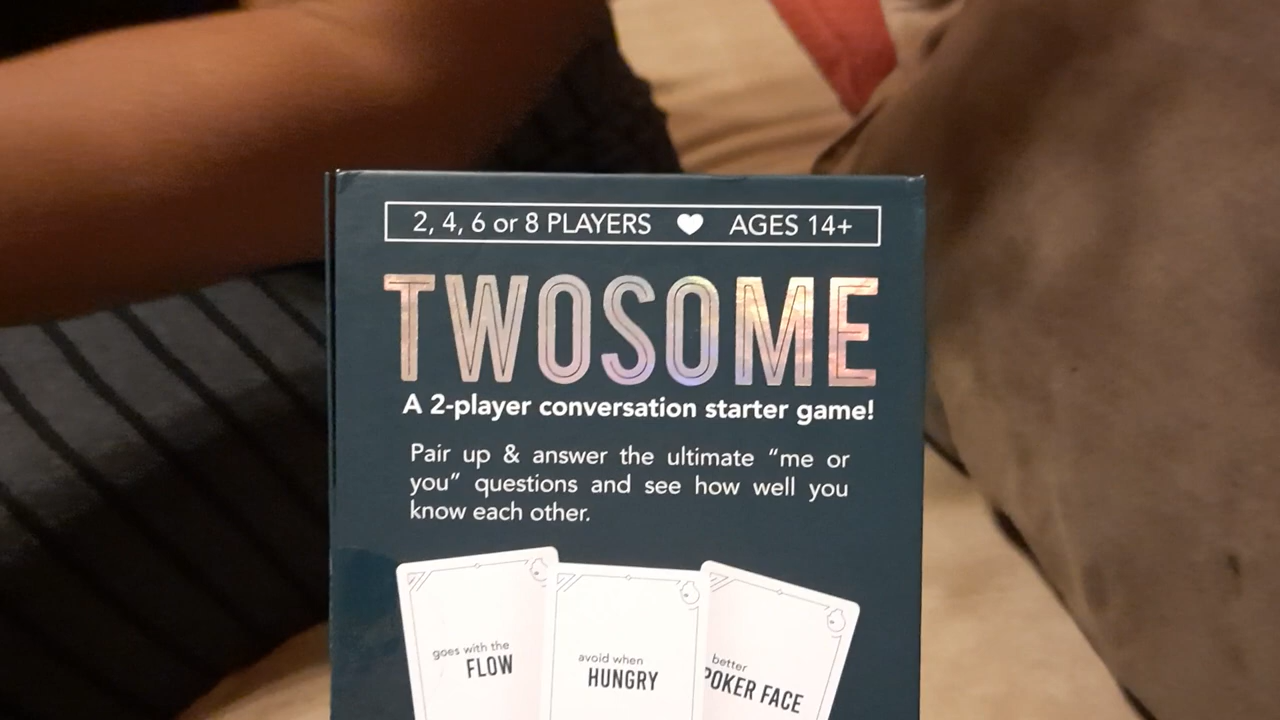 2, 4, 6 or 8 PLAYERS ♥ AGES 14+
TWOSOME
A 2-player conversation starter game!
Pair up & answer the ultimate “me or
you” questions and see how well you
know each other.
goes with the
FLOW
avoid when
HUNGRY
better
POKER FACE